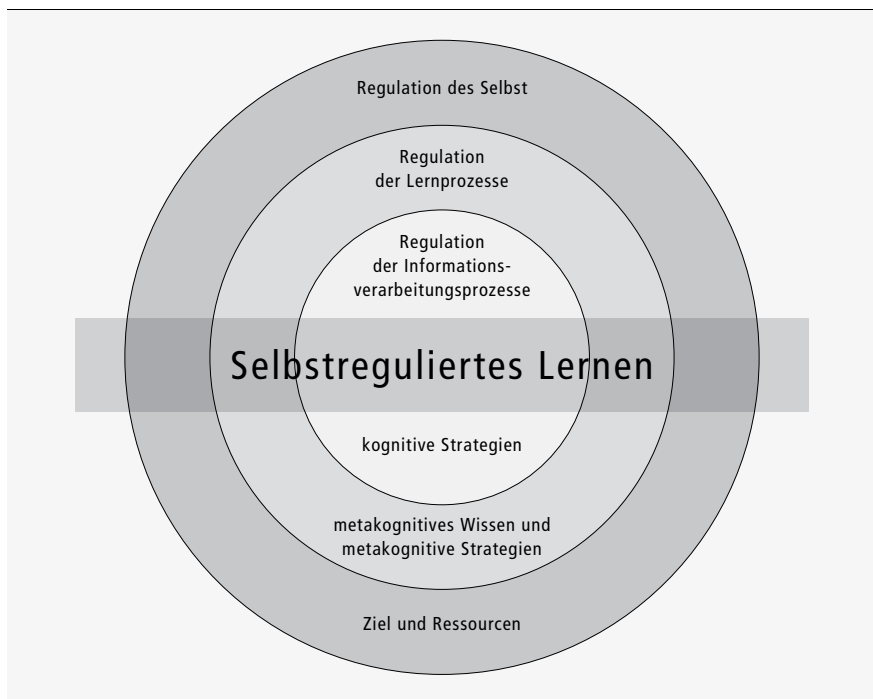 Regulation des Selbst
Regulation
der Lernprozesse
Regulation
der Informations-
verarbeitungsprozesse
Selbstreguliertes Lernen
kognitive Strategien
metakognitives Wissen und
metakognitive Strategien
Ziel und Ressourcen